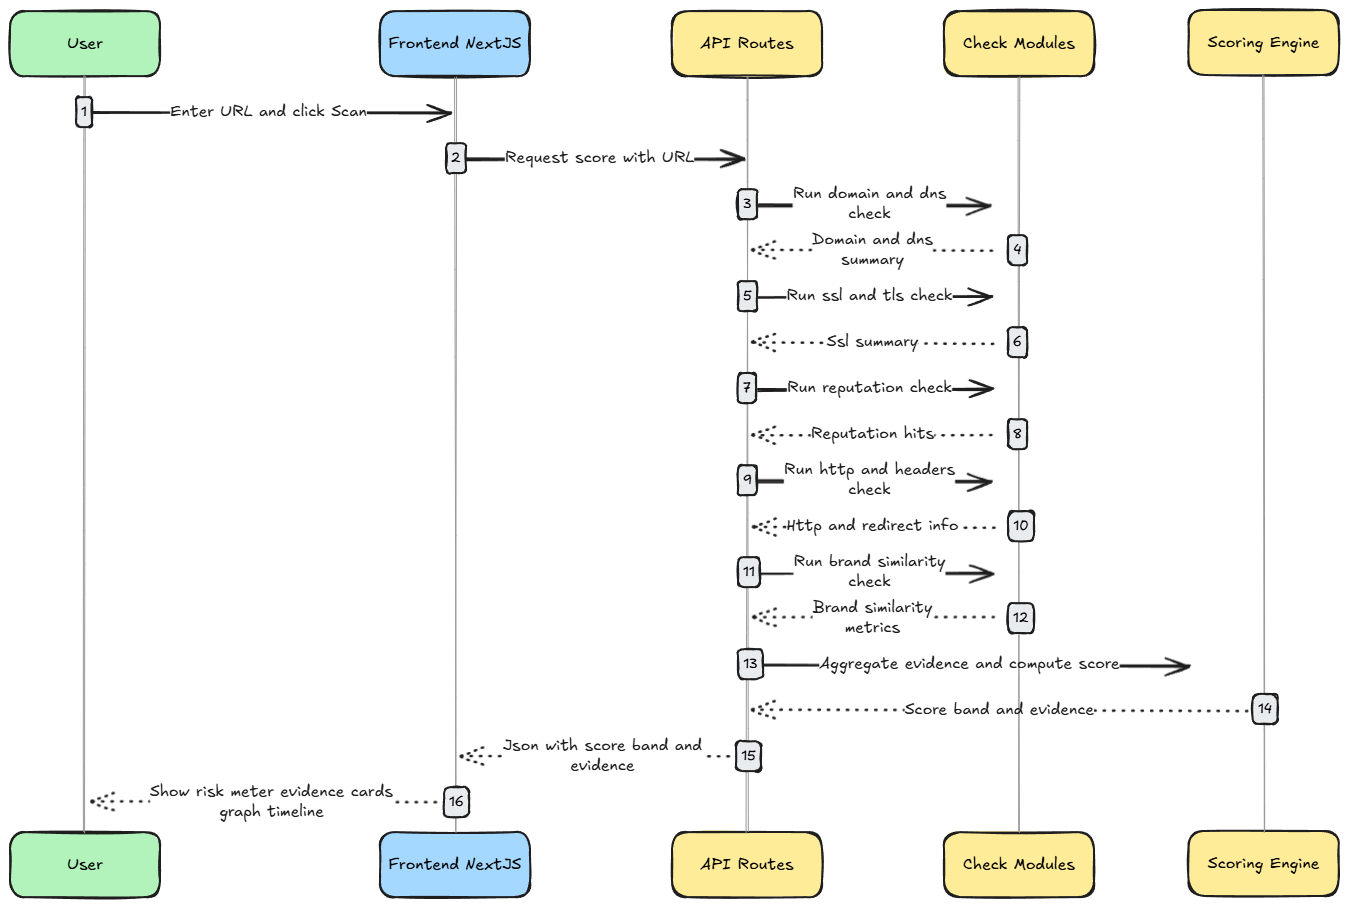 User
Frontend NextJS
API Routes
Check Modules
Scoring Engine
1
Enter URL and click Scan
2
Request score with URL
3
Run domain and dns
check
Domain and dns
summary
4
5
Run ssl and tls check
Ssl summary
6
7
Run reputation check
Reputation hits
8
9
Run http and headers
check
Http and redirect info
10
11
Run brand similarity
check
Brand similarity
metrics
12
13
Aggregate evidence and compute score
Score band and evidence
14
Json with score band and
evidence
15
Show risk meter evidence cards
graph timeline
16
User
Frontend NextJS
API Routes
Check Modules
Scoring Engine